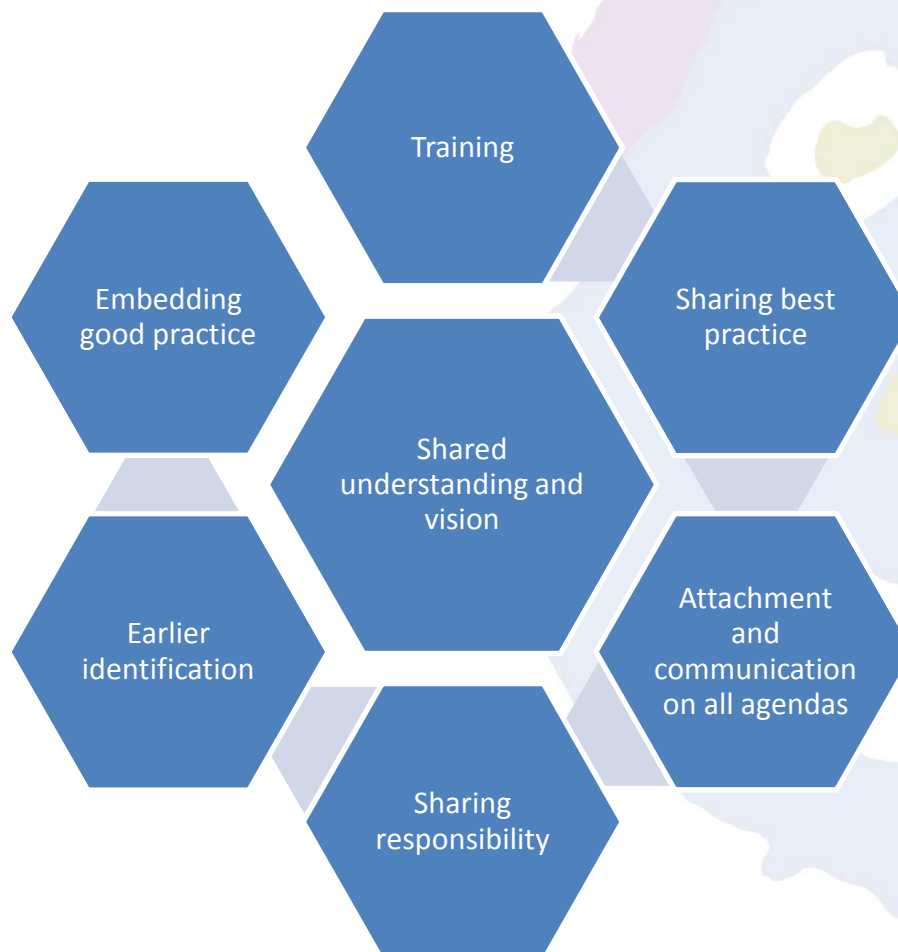 Training
Embedding
good practice
Sharing best
practice
Shared
understanding and
vision
Earlier
identification
Attachment
and
communication
on all agendas
Sharing
responsibility